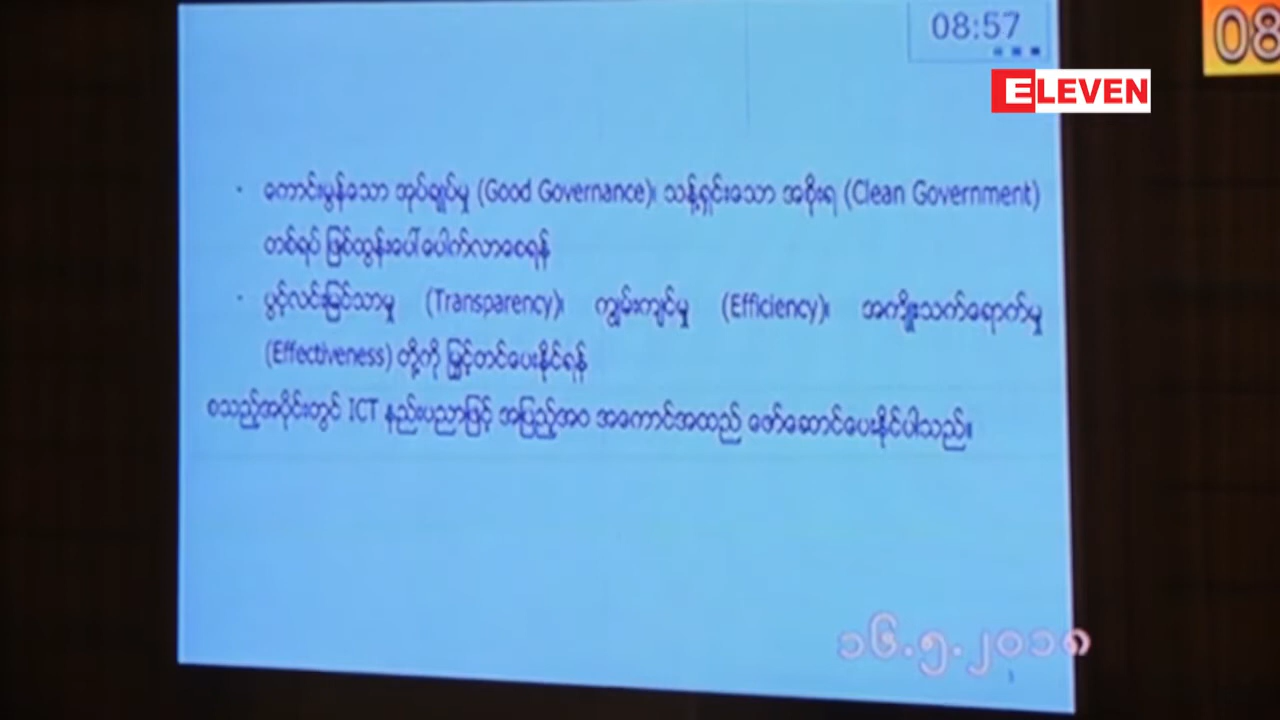 08:57
08
ELEVEN
- ကောင်းမွန်သော အုပ်ချုပ်မှု (Good Governance)၊ သန့်ရှင်းသော အစိုးရ (Clean Government)
တစ်ရပ် ဖြစ်ထွန်းပေါ်ပေါက်လာစေရန်
- ပွင့်လင်းမြင်သာမှု (Transparency)၊ ကျွမ်းကျင်မှု (Efficiency)၊ အကျိုးသက်ရောက်မှု
(Effectiveness) တို့ကို မြှင့်တင်ပေးနိုင်ရန်
စသည့်အပိုင်းတွင် ICT နည်းပညာဖြင့် အပြည့်အဝ အကောင်အထည် ဖော်ဆောင်ပေးနိုင်ပါသည်။
၁၆.၅.၂၀၁၈